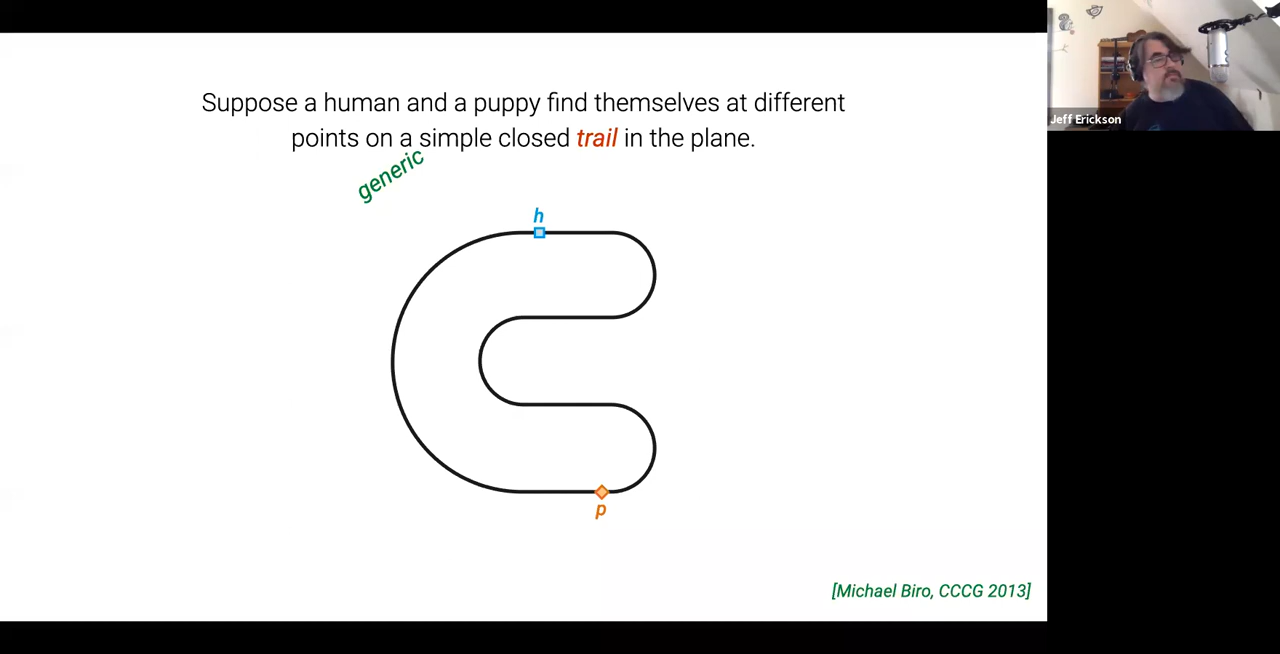 Suppose a human and a puppy find themselves at different
points on a simple closed trail in the plane.
generic
h
p
[Michael Biro, CCCG 2013]
Jeff Erickson